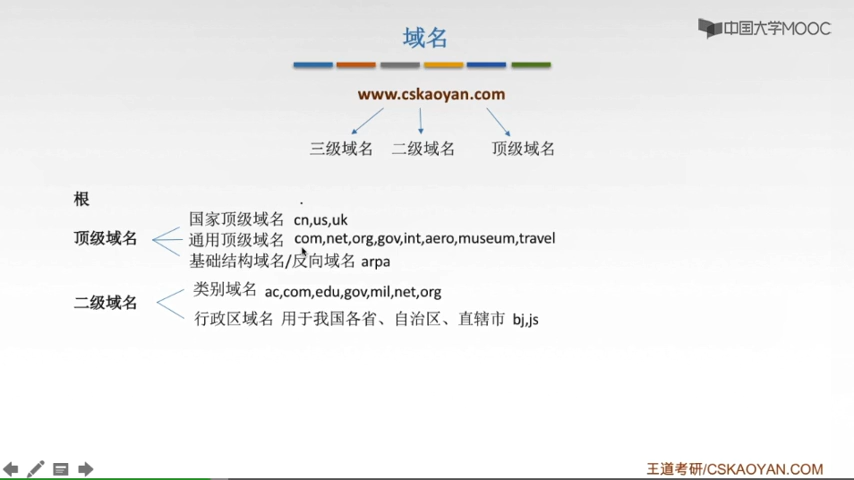 中国大学MOOC
域名
www.cskaoyan.com
三级域名 二级域名 顶级域名
根 .
国家顶级域名 cn,us,uk
顶级域名 通用顶级域名 com,net,org,gov,int,aero,museum,travel
基础结构域名/反向域名 arpa
类别域名 ac,com,edu,gov,mil,net,org
二级域名
行政区域名 用于我国各省、自治区、直辖市 bj,js
王道考研/CSKAOYAN.COM